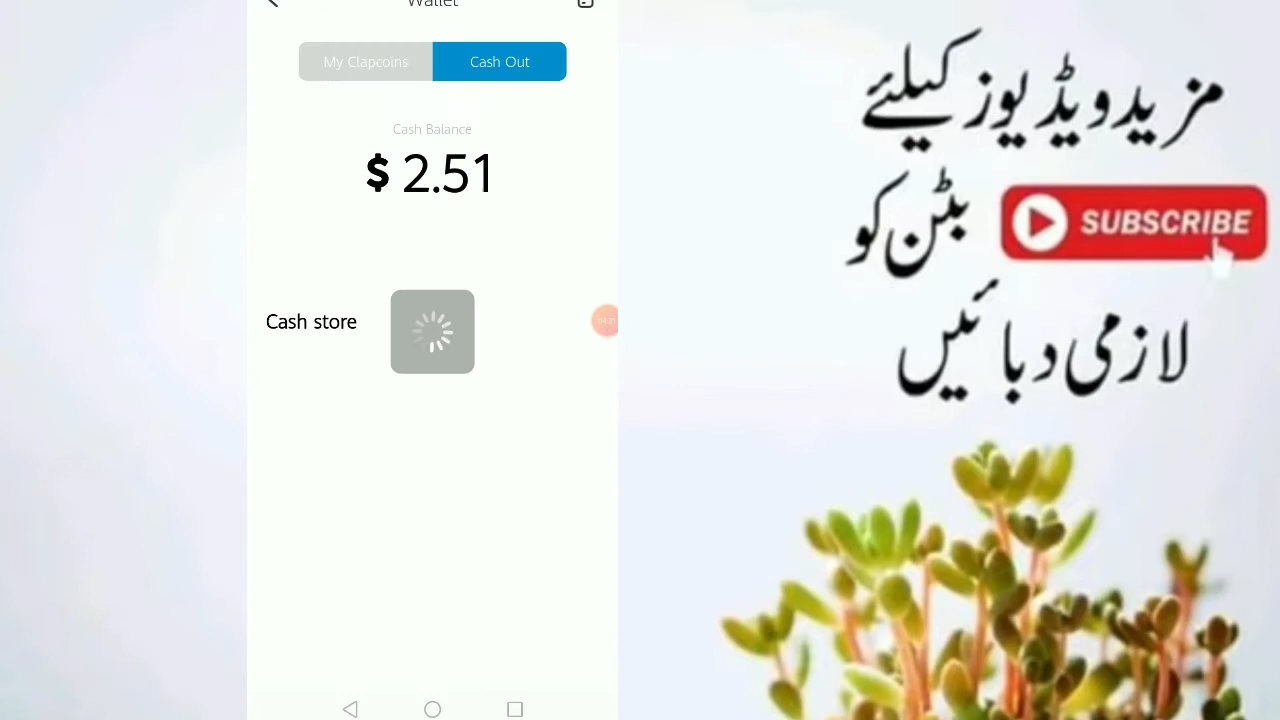 Wallet
My Clapcoins
Cash Out
Cash Balance
$ 2.51
Cash store
مزید ویڈیوز کیلئے
SUBSCRIBE بٹن کو
لازمی دبائیں